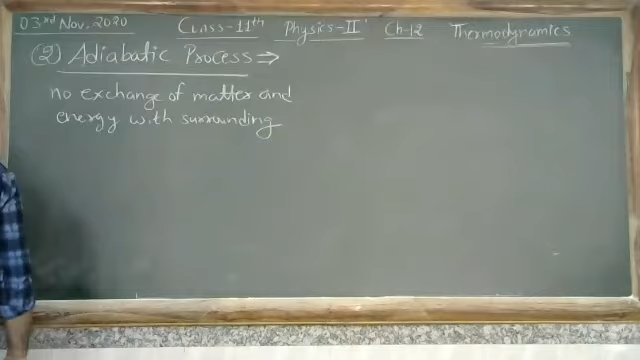 03rd Nov, 2020 Class-11th Physics-II Ch-12 Thermodynamics
(2) Adiabatic Process ⇒
no exchange of matter and
energy with surrounding